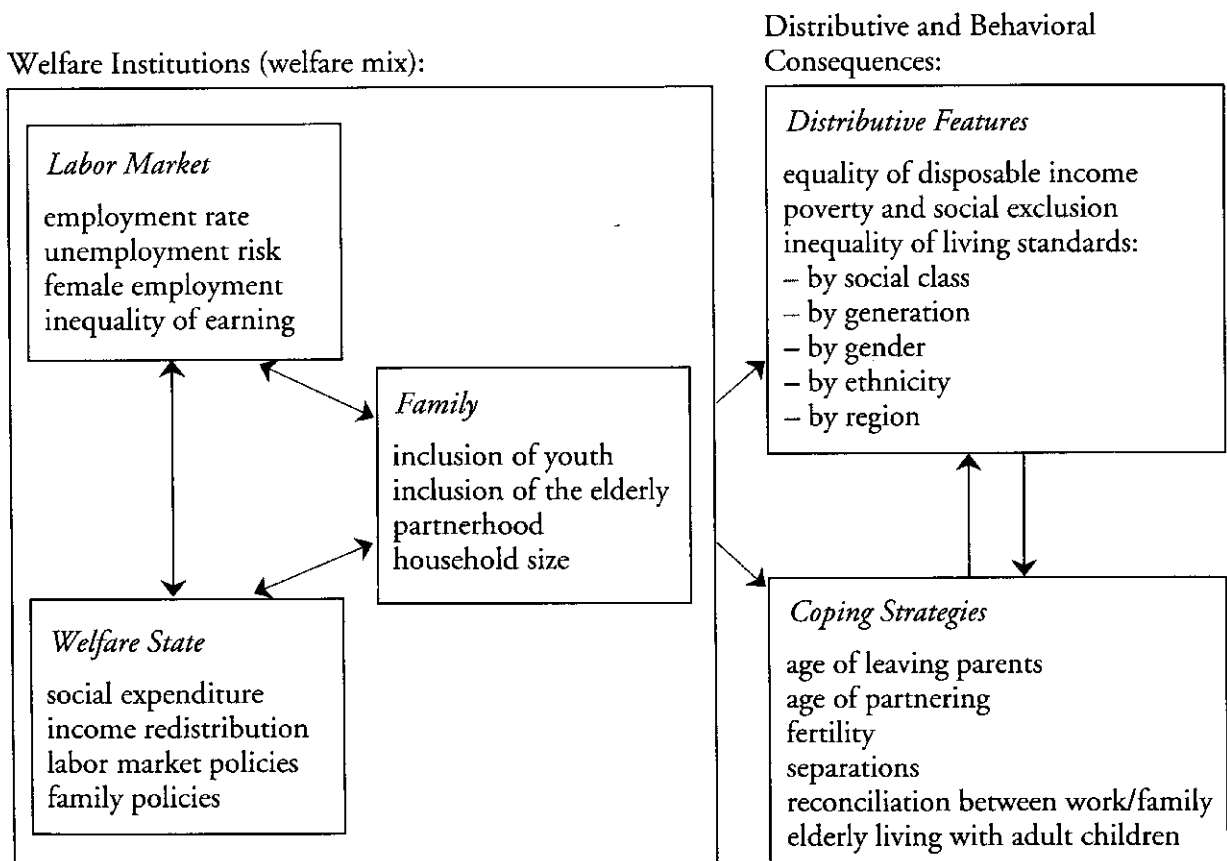 Welfare Institutions (welfare mix):
Labor Market
employment rate
unemployment risk
female employment
inequality of earning
Family
inclusion of youth
inclusion of the elderly
partnerhood
household size
Welfare State
social expenditure
income redistribution
labor market policies
family policies
Distributive and Behavioral
Consequences:
Distributive Features
equality of disposable income
poverty and social exclusion
inequality of living standards:
– by social class
– by generation
– by gender
– by ethnicity
– by region
Coping Strategies
age of leaving parents
age of partnering
fertility
separations
reconciliation between work/family
elderly living with adult children